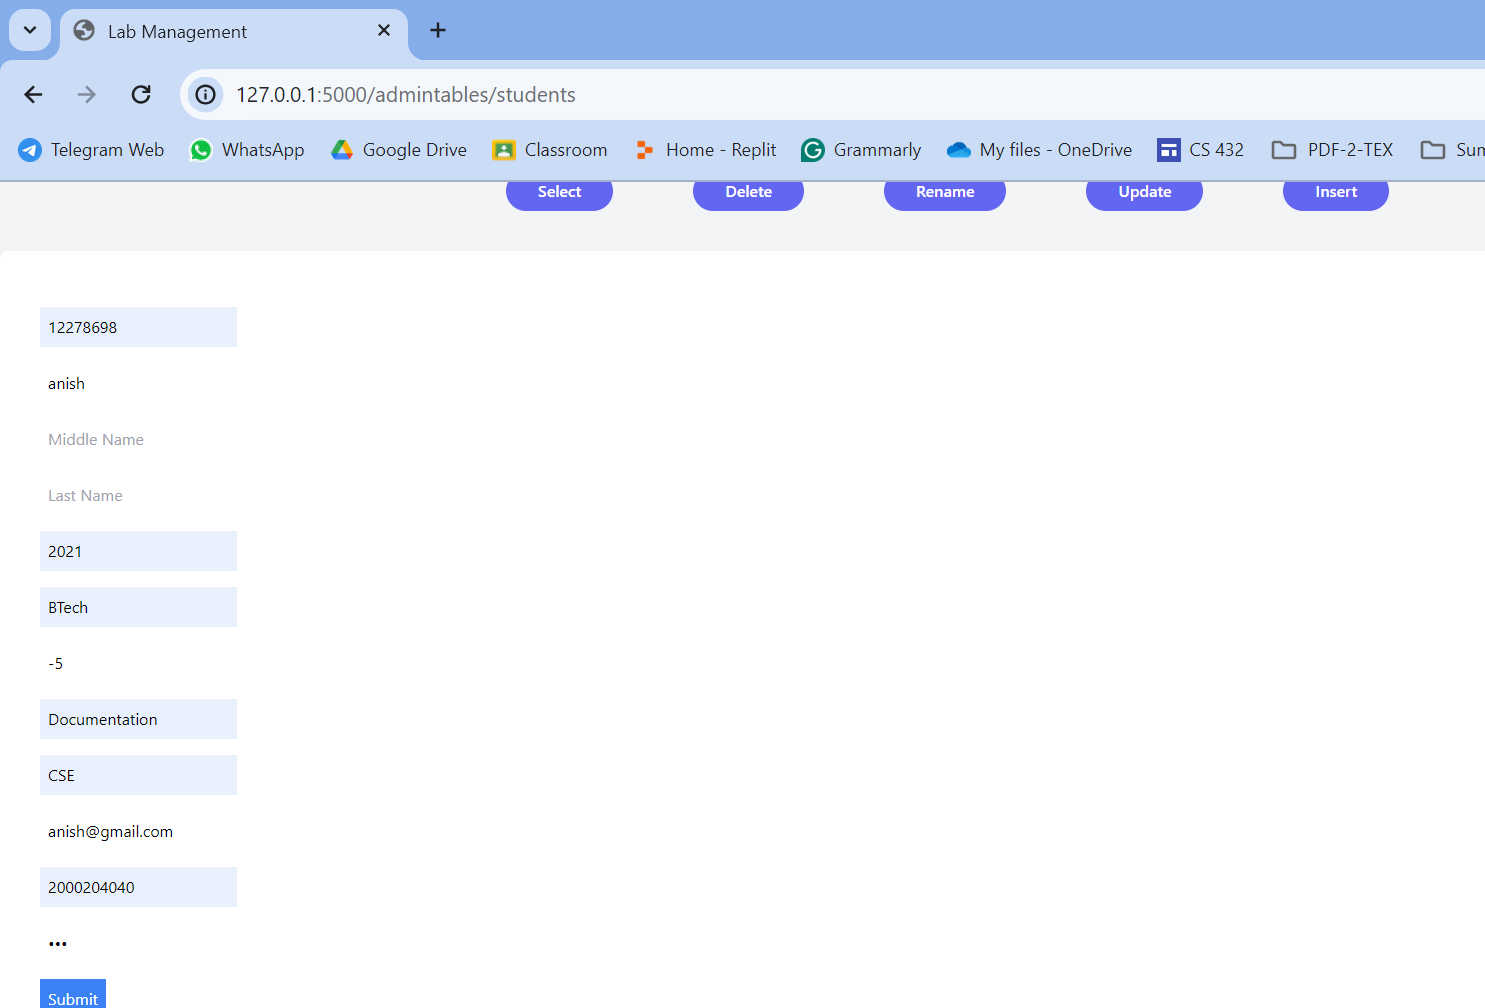 Lab Management
127.0.0.1:5000/admintables/students
Telegram Web WhatsApp Google Drive Classroom Home - Replit Grammarly My files - OneDrive CS 432 PDF-2-TEX Sum
Select Delete Rename Update Insert
12278698
anish
Middle Name
Last Name
2021
BTech
-5
Documentation
CSE
anish@gmail.com
2000204040
•••
Submit